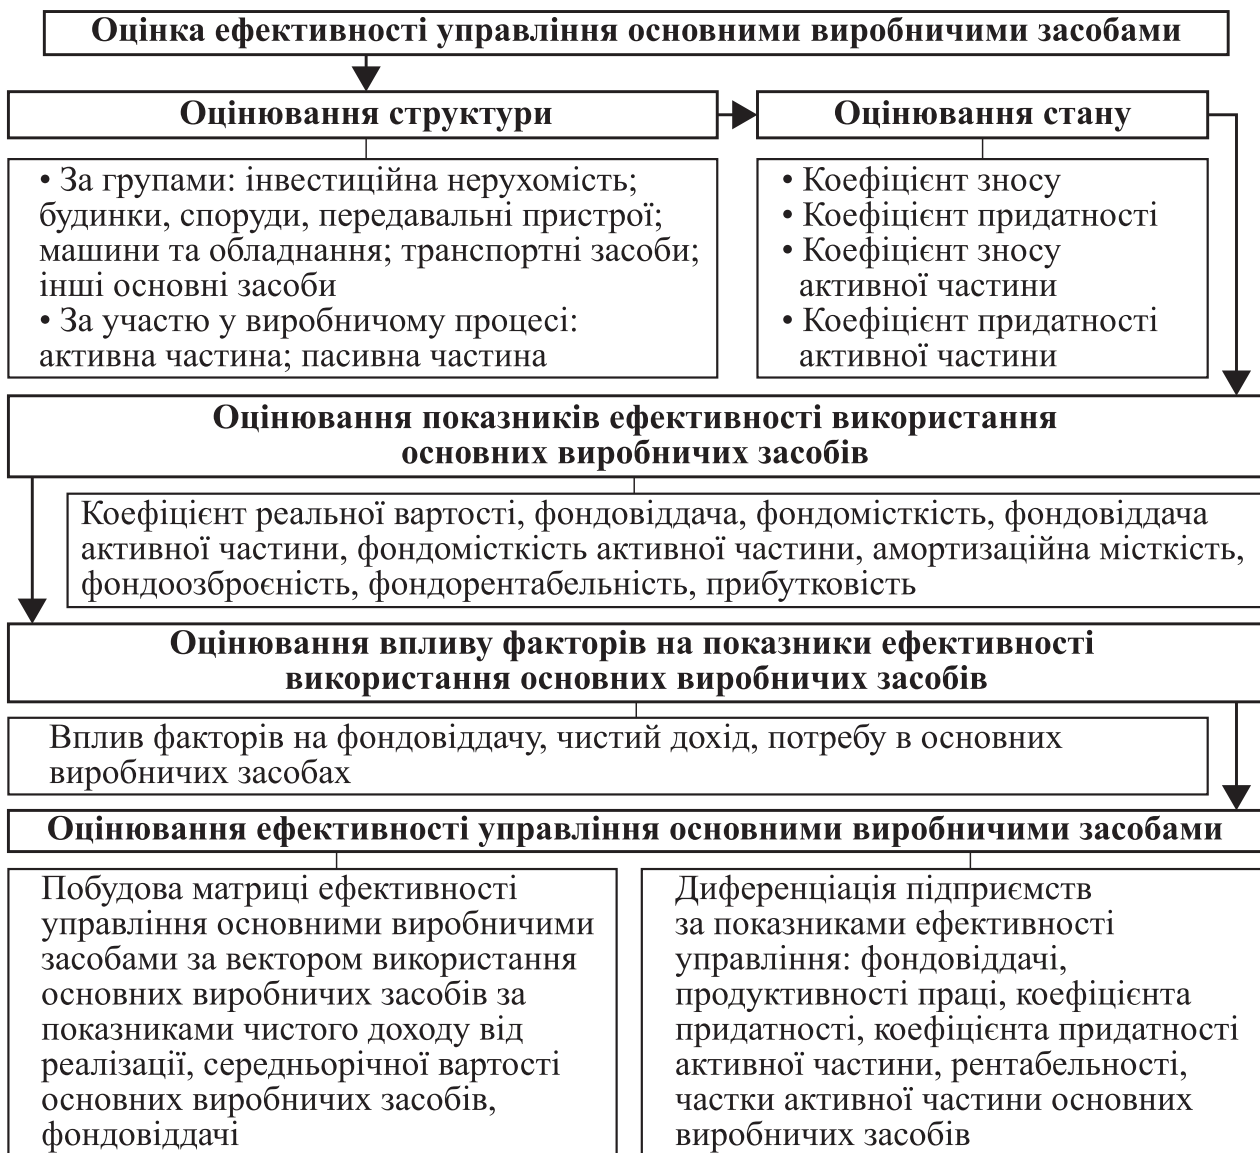 Оцінка ефективності управління основними виробничими засобами
Оцінювання структури
Оцінювання стану
• За групами: інвестиційна нерухомість;
будинки, споруди, передавальні пристрої;
машини та обладнання; транспортні засоби;
інші основні засоби
• За участю у виробничому процесі:
активна частина; пасивна частина
• Коефіцієнт зносу
• Коефіцієнт придатності
• Коефіцієнт зносу
активної частини
• Коефіцієнт придатності
активної частини
Оцінювання показників ефективності використання
основних виробничих засобів
Коефіцієнт реальної вартості, фондовіддача, фондомісткість, фондовіддача
активної частини, фондомісткість активної частини, амортизаційна місткість,
фондоозброєність, фондорентабельність, прибутковість
Оцінювання впливу факторів на показники ефективності
використання основних виробничих засобів
Вплив факторів на фондовіддачу, чистий дохід, потребу в основних
виробничих засобах
Оцінювання ефективності управління основними виробничими засобами
Побудова матриці ефективності
управління основними виробничими
засобами за вектором використання
основних виробничих засобів за
показниками чистого доходу від
реалізації, середньорічної вартості
основних виробничих засобів,
фондовіддачі
Диференціація підприємств
за показниками ефективності
управління: фондовіддачі,
продуктивності праці, коефіцієнта
придатності, коефіцієнта придатності
активної частини, рентабельності,
частки активної частини основних
виробничих засобів